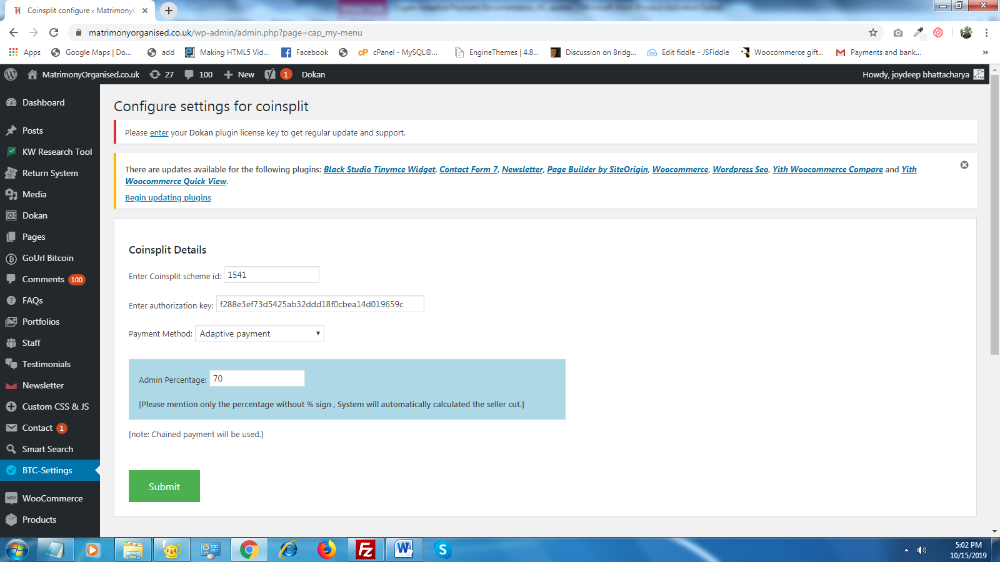 Coinsplit configure ‹ MatrimonyO
matrimonyorganised.co.uk/wp-admin/admin.php?page=cap_my-menu
Apps
Google Maps | Do...
add
Making HTML5 Vid...
Facebook
cPanel - MySQL®...
EngineThemes | 4.8...
Discussion on Bridg...
Edit fiddle - JSFiddle
Woocommerce gift...
Payments and bank...
»
MatrimonyOrganised.co.uk
27
100
New
1
Dokan
Howdy, joydeep bhattacharya
Dashboard
Posts
KW Research Tool
Return System
Media
Dokan
Pages
GoUrl Bitcoin
Comments 100
FAQs
Portfolios
Staff
Testimonials
Newsletter
Custom CSS & JS
Contact 1
Smart Search
BTC-Settings
WooCommerce
Products
Configure settings for coinsplit
Please enter your Dokan plugin license key to get regular update and support.
There are updates available for the following plugins: Black Studio Tinymce Widget, Contact Form 7, Newsletter, Page Builder by SiteOrigin, Woocommerce, Wordpress Seo, Yith Woocommerce Compare and Yith
Woocommerce Quick View.
Begin updating plugins
Coinsplit Details
Enter Coinsplit scheme id: 1541
Enter authorization key: f288e3ef73d5425ab32ddd18f0cbea14d019659c
Payment Method: Adaptive payment
Admin Percentage: 70
[Please mention only the percentage without % sign , System will automatically calculated the seller cut.]
[note: Chained payment will be used.]
Submit
5:02 PM
10/15/2019